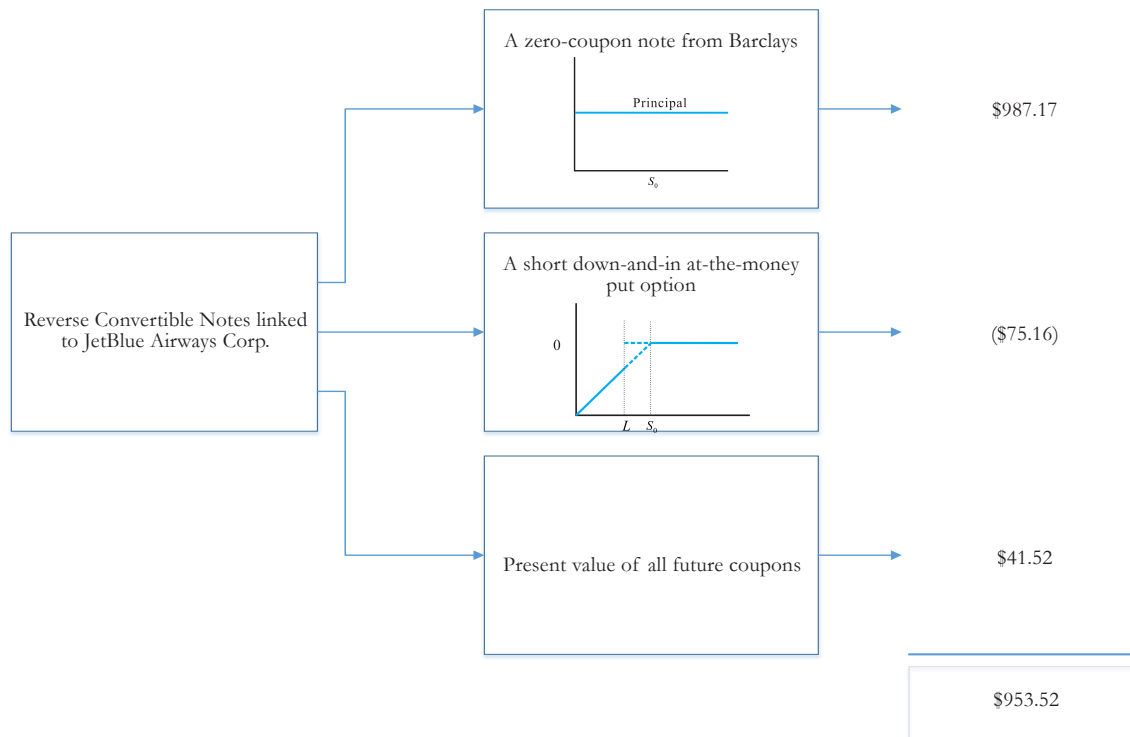 A zero-coupon note from Barclays
Principal
S₀
$987.17
Reverse Convertible Notes linked
to JetBlue Airways Corp.
A short down-and-in at-the-money
put option
0
L S₀
($75.16)
Present value of all future coupons
$41.52
$953.52